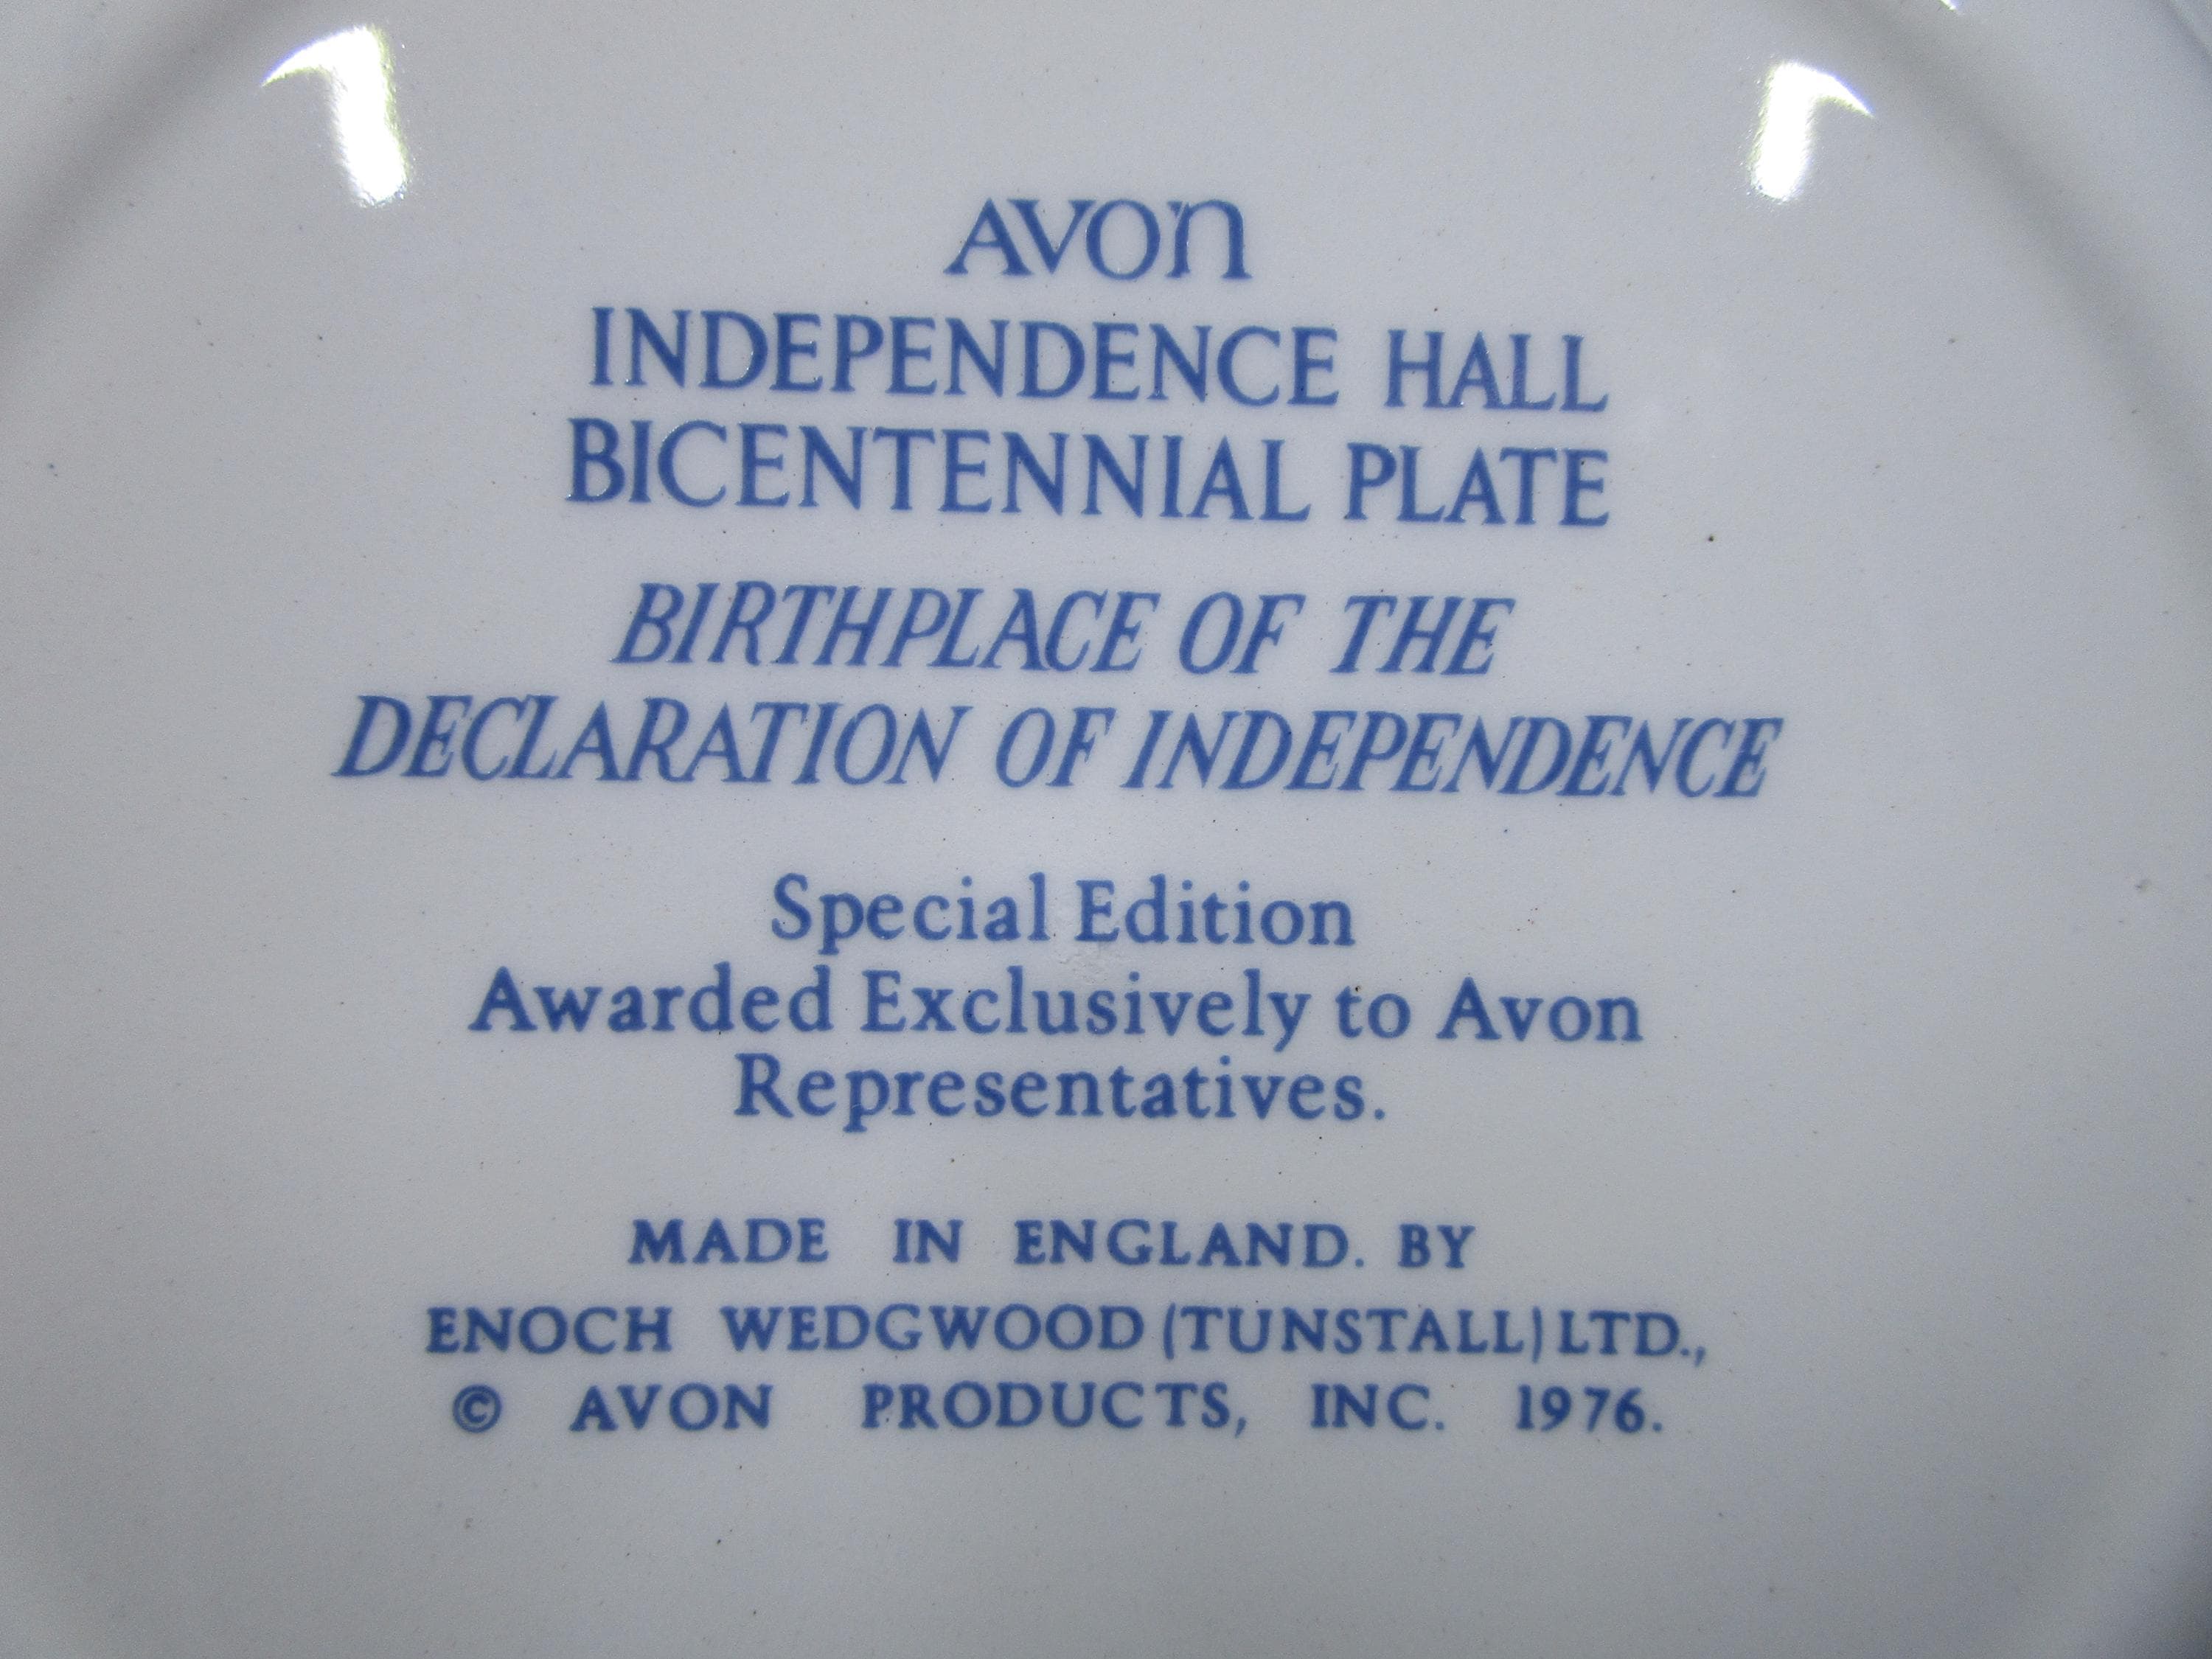 AVON
INDEPENDENCE HALL
BICENTENNIAL PLATE
BIRTHPLACE OF THE
DECLARATION OF INDEPENDENCE
Special Edition
Awarded Exclusively to Avon
Representatives.
MADE IN ENGLAND. BY
ENOCH WEDGWOOD (TUNSTALL) LTD.,
© AVON PRODUCTS, INC. 1976.